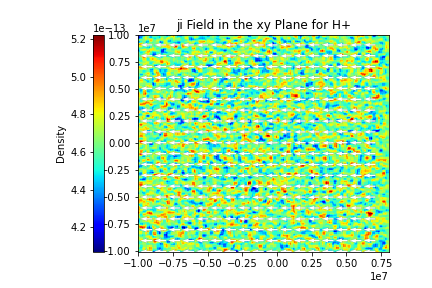 ji Field in the xy Plane for H+
1e−13
1e7
5.2
5.0
4.8
4.6
4.4
4.2
Density
1.00
0.75
0.50
0.25
0.00
−0.25
−0.50
−0.75
−1.00
−1.00 −0.75 −0.50 −0.25 0.00 0.25 0.50 0.75
1e7